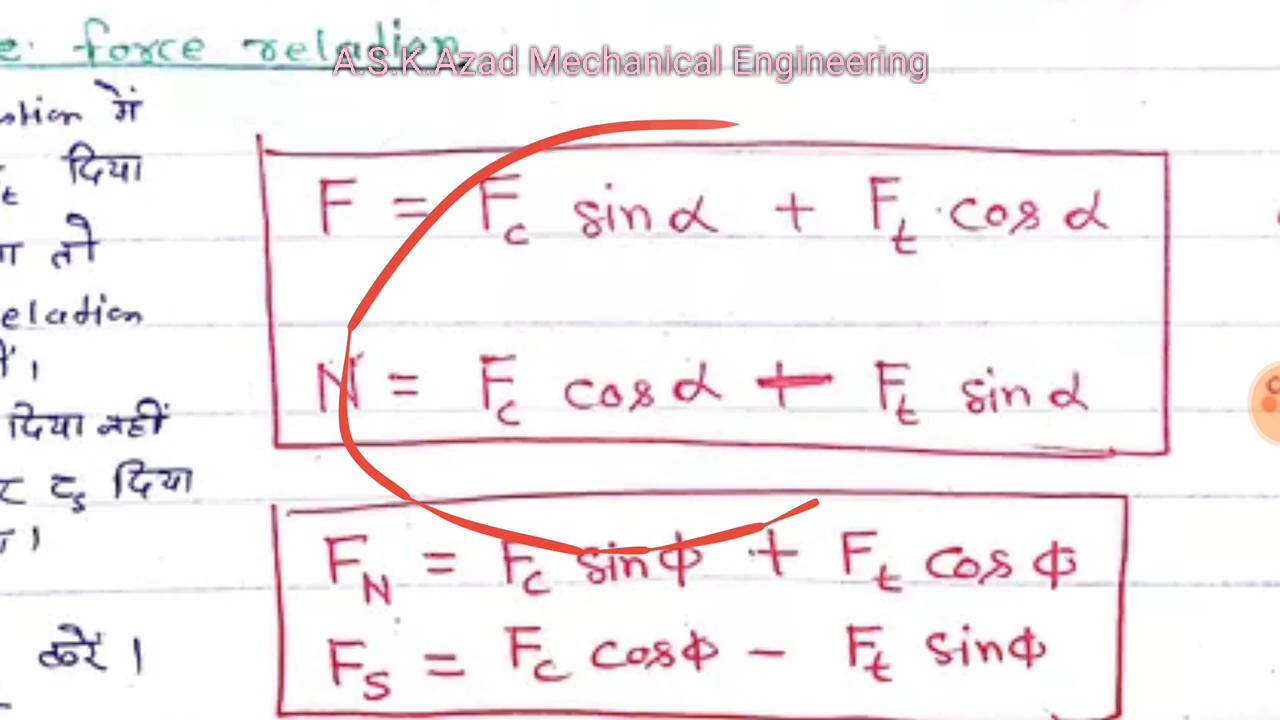 force relation
A.S.K.Azad Mechanical Engineering
में
t दिया
तो
F = Fc sinα + Ft cosα
N = Fc cosα - Ft sinα
elation
दिया नहीं
τs दिया
FN = Fc sinϕ + Ft cosϕ
करें।
FS = Fc cosϕ - Ft sinϕ